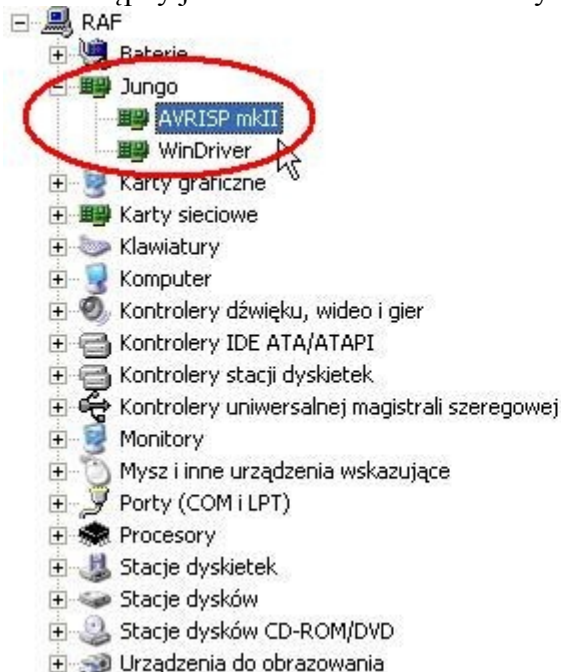 RAF
Baterie
Jungo
AVRISP mkII
WinDriver
Karty graficzne
Karty sieciowe
Klawiatury
Komputer
Kontrolery dźwięku, wideo i gier
Kontrolery IDE ATA/ATAPI
Kontrolery stacji dyskietek
Kontrolery uniwersalnej magistrali szeregowej
Monitory
Mysz i inne urządzenia wskazujące
Porty (COM i LPT)
Procesory
Stacje dyskietek
Stacje dysków
Stacje dysków CD-ROM/DVD
Urządzenia do obrazowania